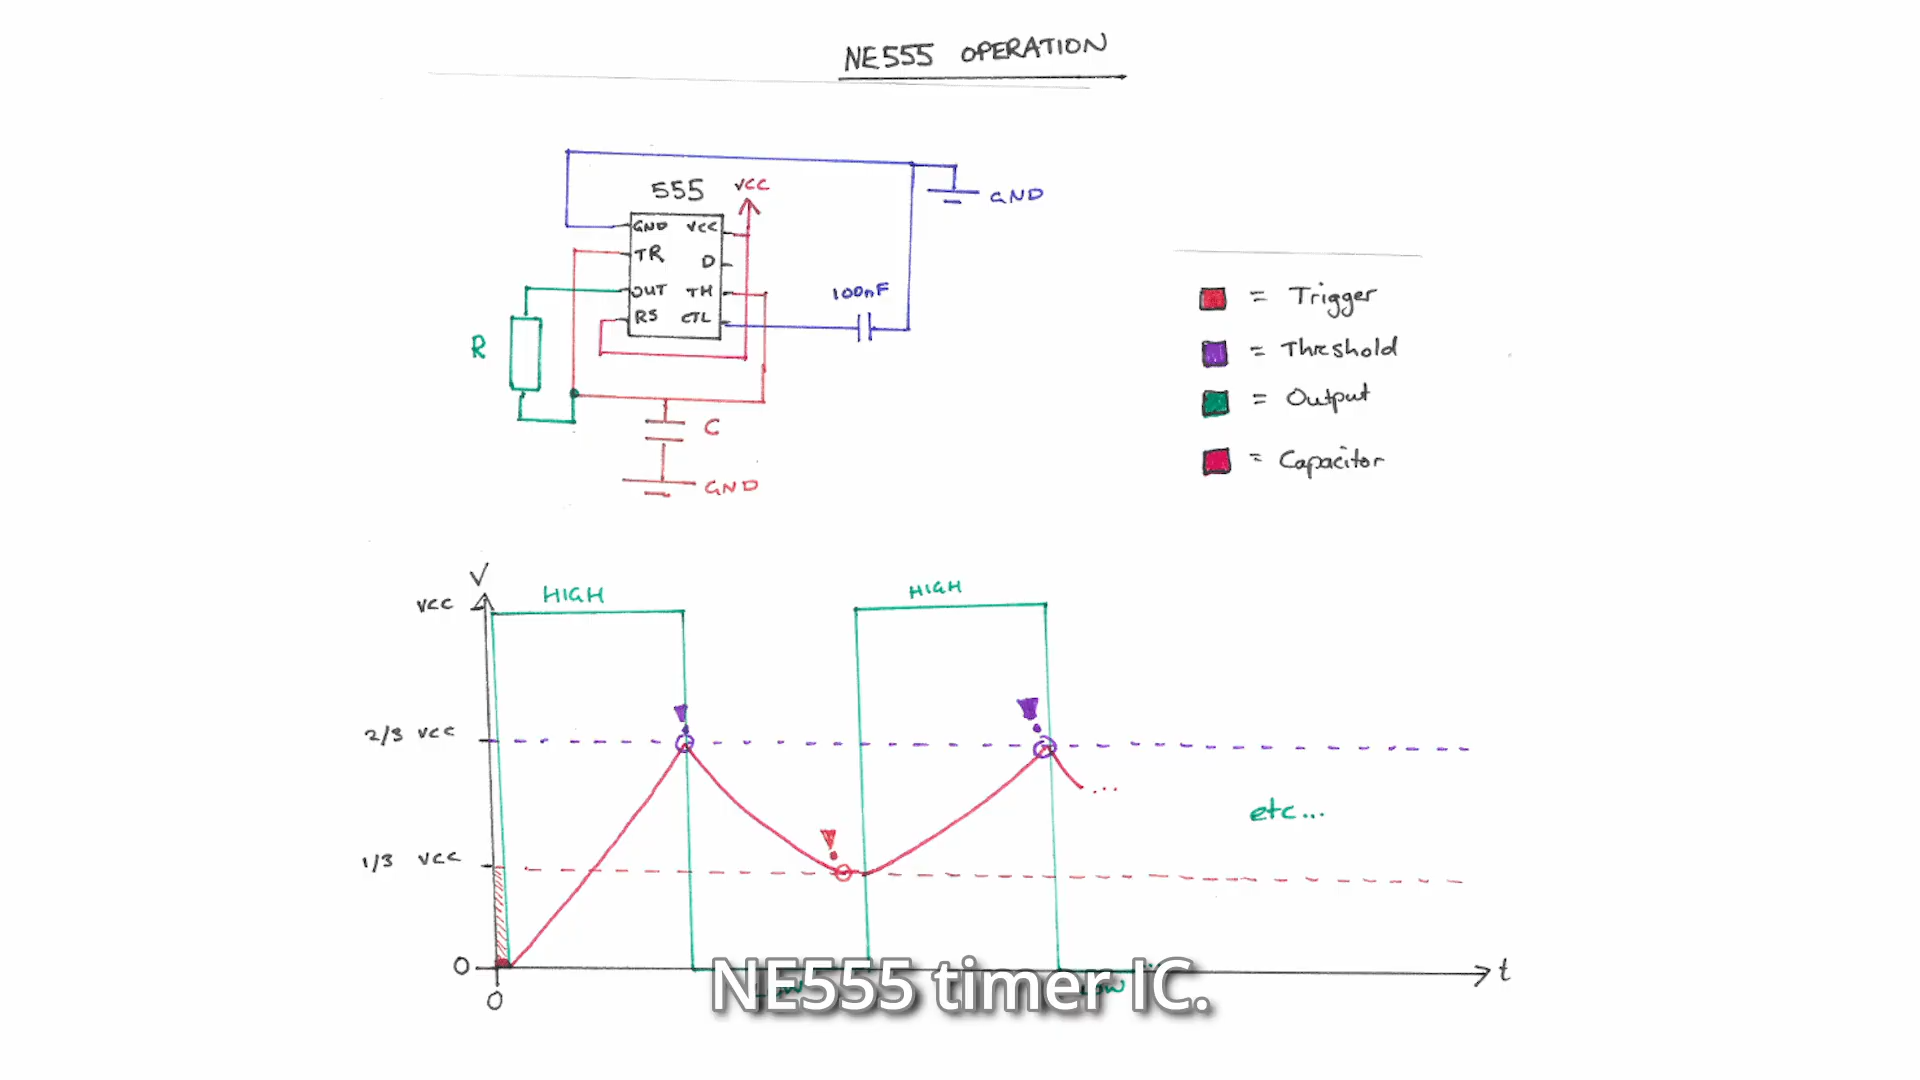 NE555 OPERATION
555
VCC
GND VCC
TR
D
OUT TH
RS CTL
GND
100nF
R
C
GND
= Trigger
= Threshold
= Output
= Capacitor
V
VCC
HIGH
HIGH
2/3 VCC
etc...
1/3 VCC
0
t
0
LOW
NE555 timer IC.